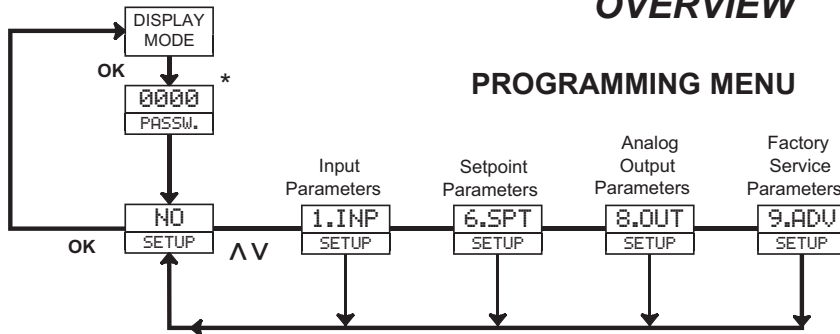 OVERVIEW
DISPLAY
MODE
OK
*
0000
PASSW.
PROGRAMMING MENU
Input
Parameters
Setpoint
Parameters
Analog
Output
Parameters
Factory
Service
Parameters
NO
SETUP
OK
∧∨
1.INP
SETUP
6.SPT
SETUP
8.OUT
SETUP
9.ADV
SETUP